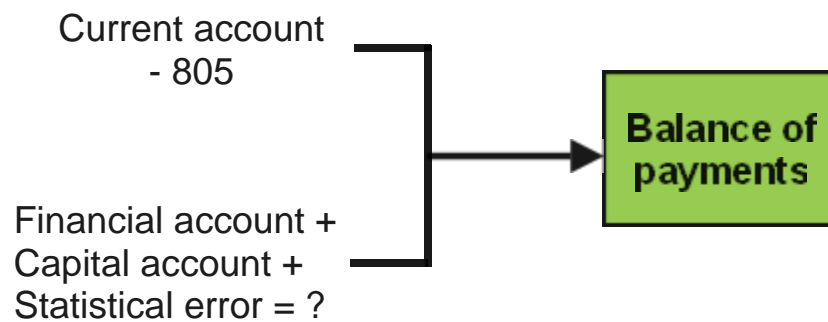 Current account
- 805
Balance of
payments
Financial account +
Capital account +
Statistical error = ?